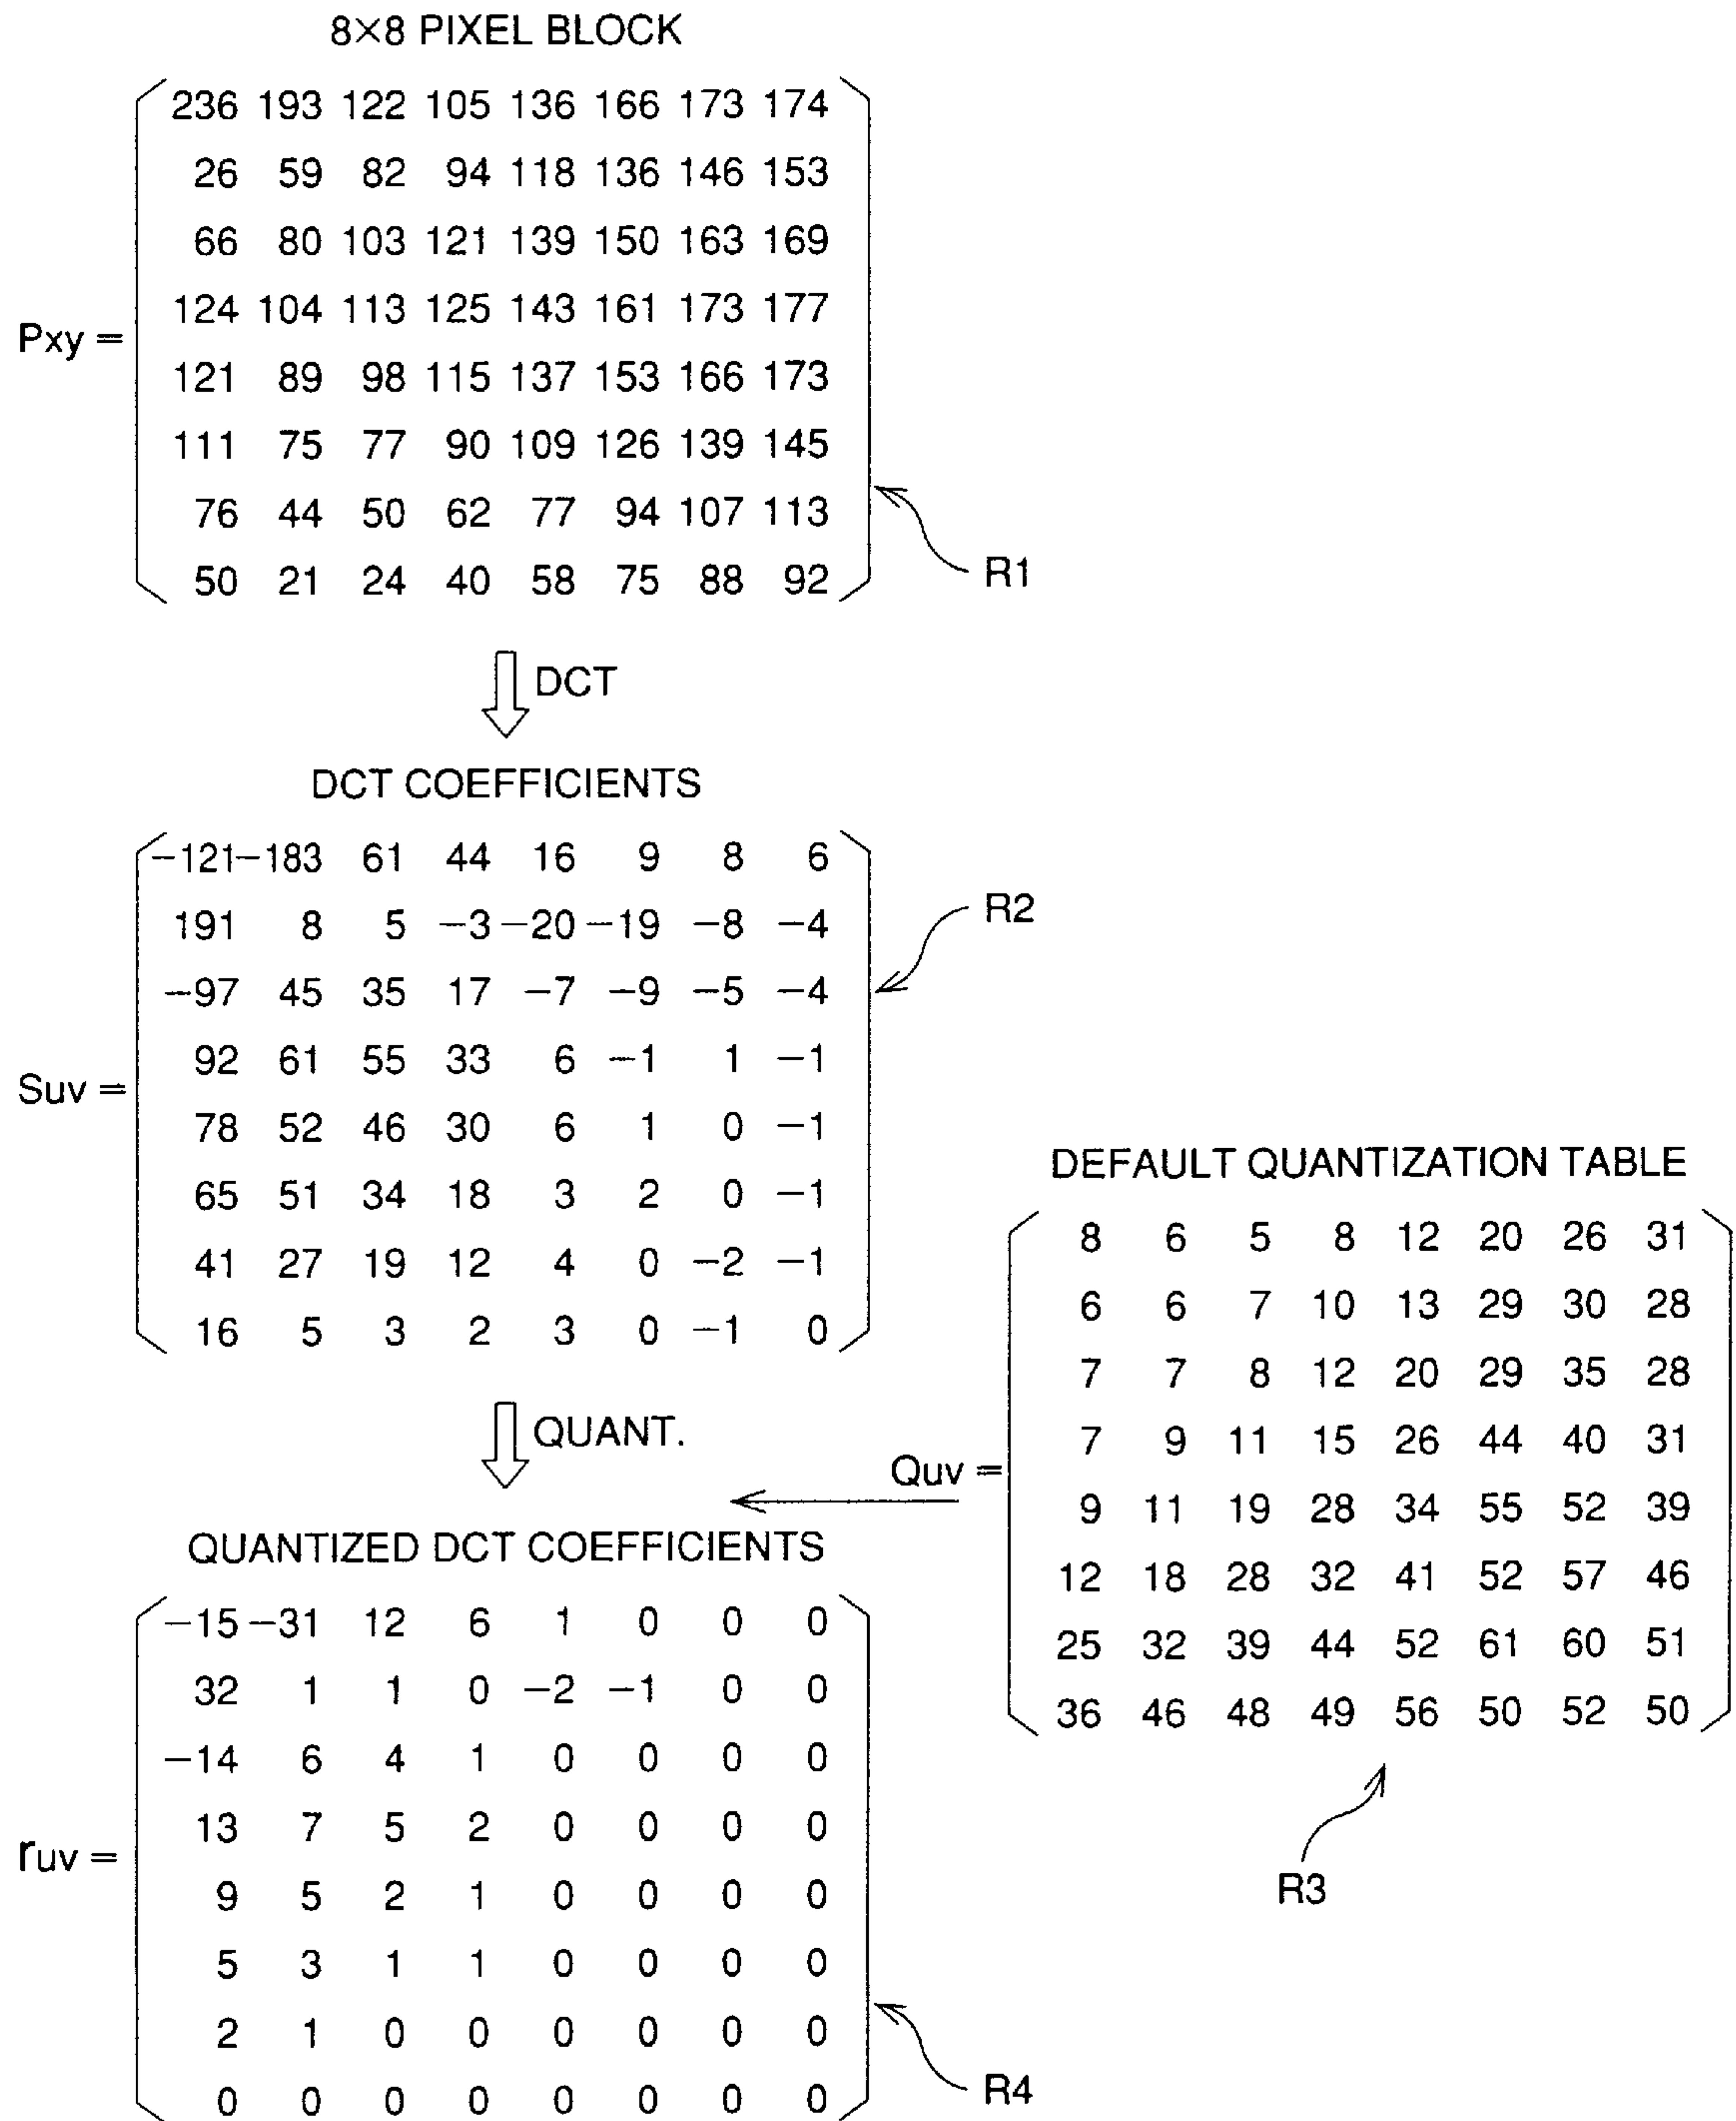 8×8 PIXEL BLOCK
236 193 122 105 136 166 173 174
26 59 82 94 118 136 146 153
66 80 103 121 139 150 163 169
124 104 113 125 143 161 173 177
Pxy =
121 89 98 115 137 153 166 173
111 75 77 90 109 126 139 145
76 44 50 62 77 94 107 113
50 21 24 40 58 75 88 92
R1
DCT
DCT COEFFICIENTS
−121 −183 61 44 16 9 8 6
191 8 5 −3 −20 −19 −8 −4
R2
−97 45 35 17 −7 −9 −5 −4
92 61 55 33 6 −1 1 −1
Suv =
78 52 46 30 6 1 0 −1
65 51 34 18 3 2 0 −1
41 27 19 12 4 0 −2 −1
16 5 3 2 3 0 −1 0
QUANT.
DEFAULT QUANTIZATION TABLE
8 6 5 8 12 20 26 31
6 6 7 10 13 29 30 28
7 7 8 12 20 29 35 28
7 9 11 15 26 44 40 31
Quv =
9 11 19 28 34 55 52 39
12 18 28 32 41 52 57 46
25 32 39 44 52 61 60 51
36 46 48 49 56 50 52 50
R3
QUANTIZED DCT COEFFICIENTS
−15 −31 12 6 1 0 0 0
32 1 1 0 −2 −1 0 0
−14 6 4 1 0 0 0 0
13 7 5 2 0 0 0 0
ruv =
9 5 2 1 0 0 0 0
5 3 1 1 0 0 0 0
2 1 0 0 0 0 0 0
0 0 0 0 0 0 0 0
R4